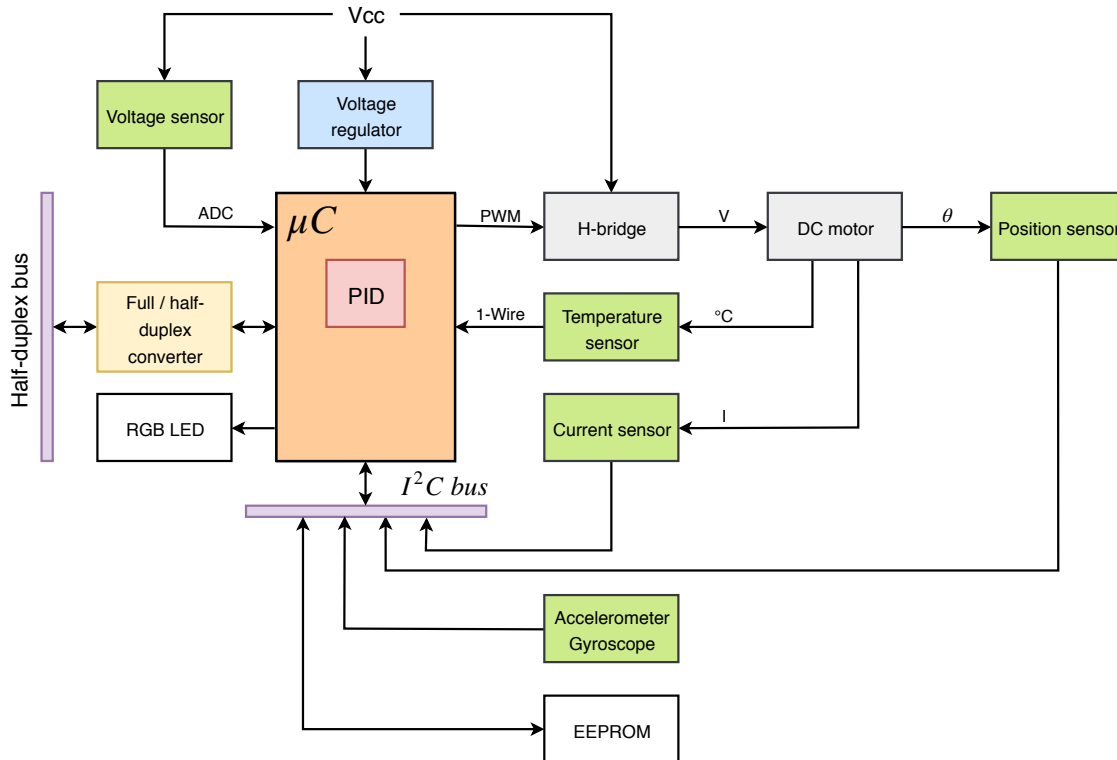 Vcc
Voltage sensor
Voltage
regulator
ADC
μC
PWM
H-bridge
V
DC motor
θ
Position sensor
PID
Half-duplex bus
Full / half-
duplex
converter
1-Wire
Temperature
sensor
°C
RGB LED
Current sensor
I
I²C bus
Accelerometer
Gyroscope
EEPROM